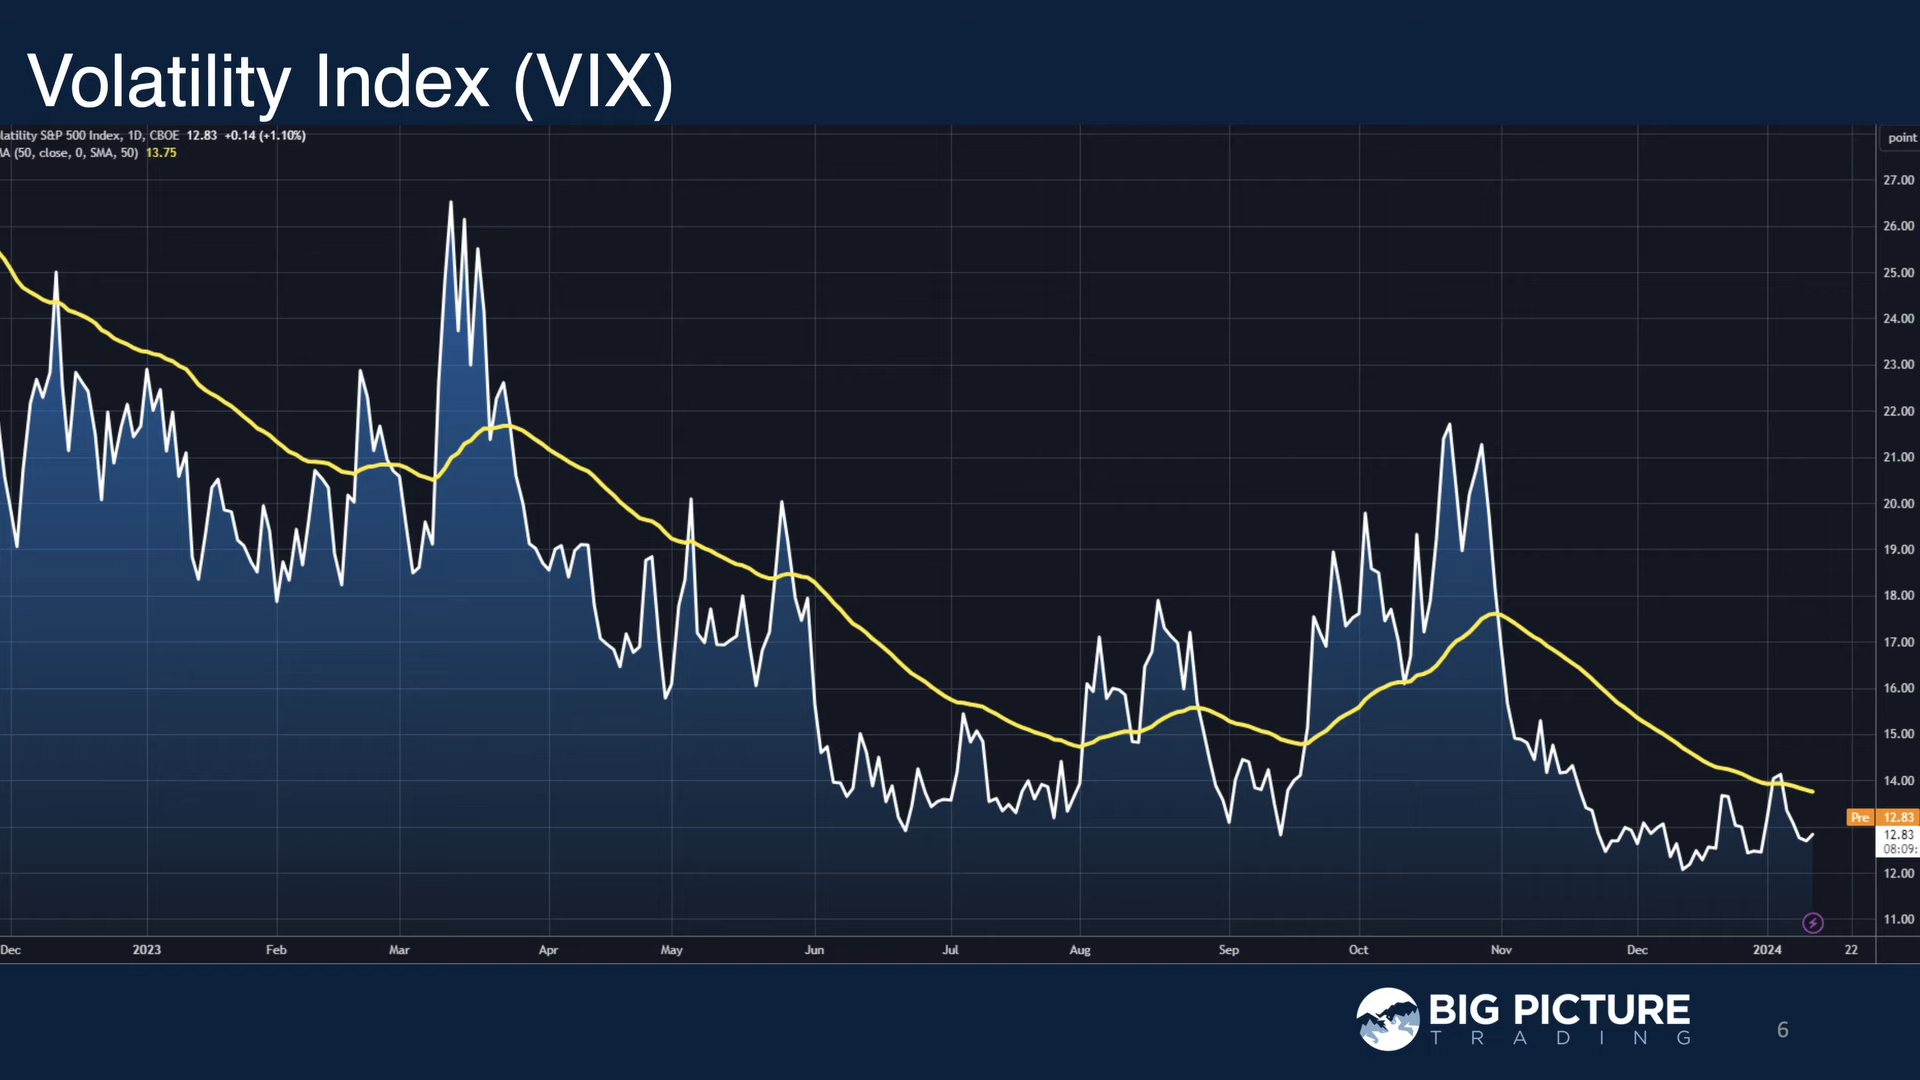 Volatility Index (VIX)
latility S&P 500 Index, 1D, CBOE 12.83 +0.14 (+1.10%)
IA (50, close, 0, SMA, 50) 13.75
point
27.00
26.00
25.00
24.00
23.00
22.00
21.00
20.00
19.00
18.00
17.00
16.00
15.00
14.00
Pre 12.83
12.83
08:09:
12.00
11.00
Dec 2023 Feb Mar Apr May Jun Jul Aug Sep Oct Nov Dec 2024 22
BIG PICTURE
TRADING
6